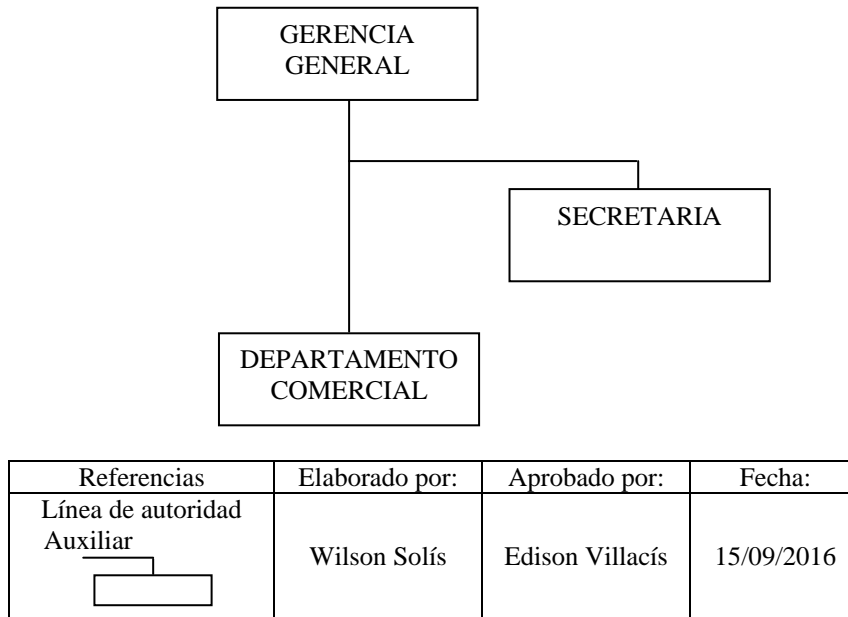 GERENCIA
GENERAL
SECRETARIA
DEPARTAMENTO
COMERCIAL
Referencias Elaborado por: Aprobado por: Fecha:
Línea de autoridad
Auxiliar
Wilson Solís Edison Villacís 15/09/2016